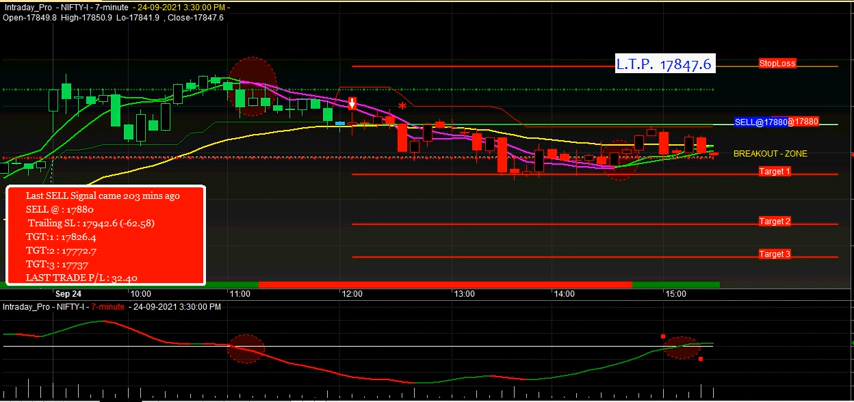 Intraday_Pro - NIFTY-I - 7-minute - 24-09-2021 3:30:00 PM -
Open-17849.8 High-17850.9 Lo-17841.9 , Close-17847.6
L.T.P. 17847.6
StopLoss
SELL@17880@17880
BREAKOUT - ZONE
Target 1
Target 2
Target 3
Last SELL Signal came 203 mins ago
SELL @ : 17880
Trailing SL : 17942.6 (-62.58)
TGT:1 : 17826.4
TGT:2 : 17772.7
TGT:3 : 17737
LAST TRADE P/L : 32.40
Sep 24 10:00 11:00 12:00 13:00 14:00 15:00
Intraday_Pro - NIFTY-I - 7-minute - 24-09-2021 3:30:00 PM